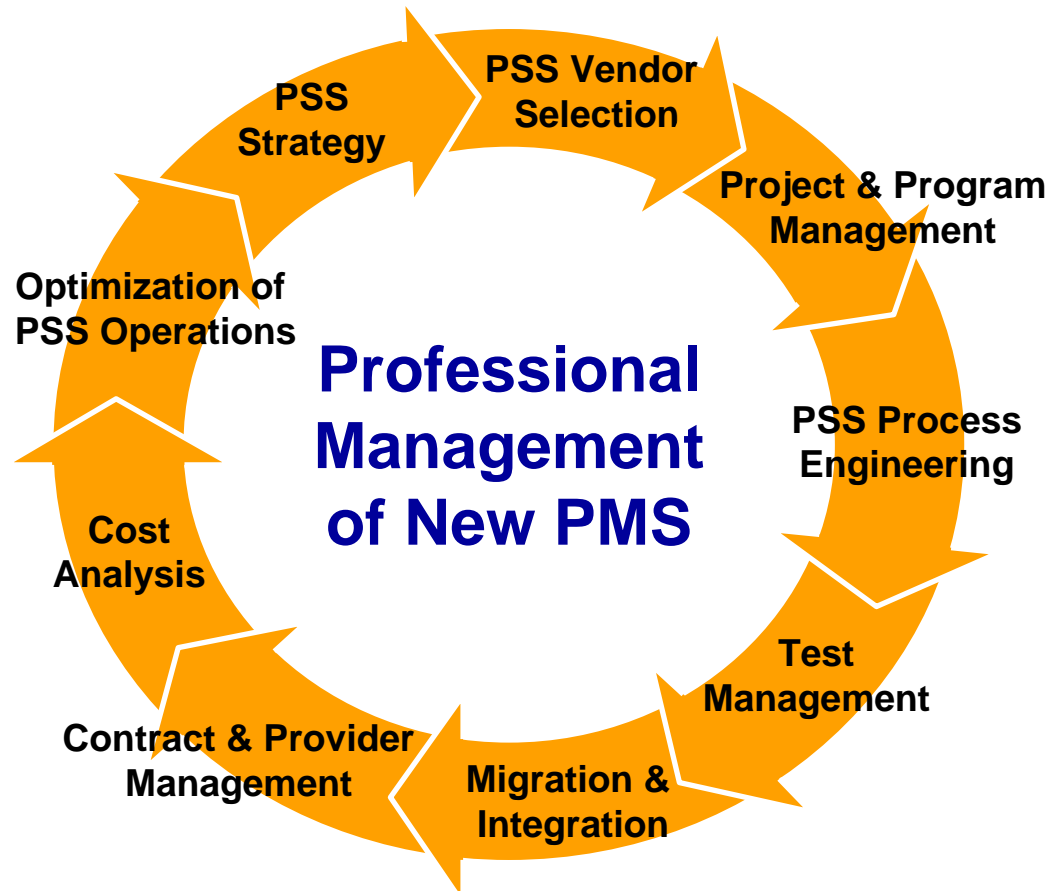 PSS
Strategy
PSS Vendor
Selection
Project & Program
Management
PSS Process
Engineering
Test
Management
Migration &
Integration
Contract & Provider
Management
Cost
Analysis
Optimization of
PSS Operations
Professional
Management
of New PMS